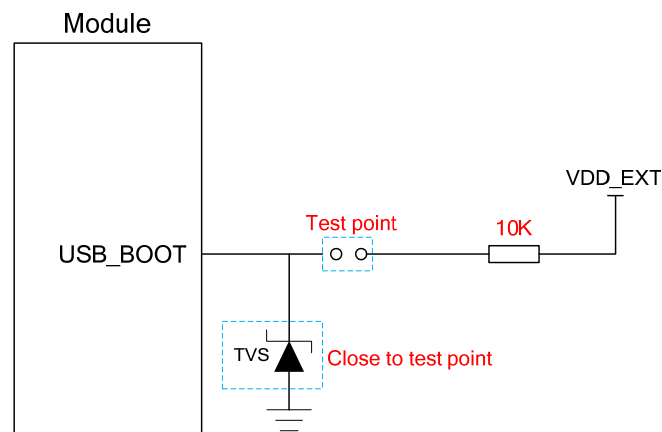 Module
VDD_EXT
Test point
10K
USB_BOOT
TVS
Close to test point